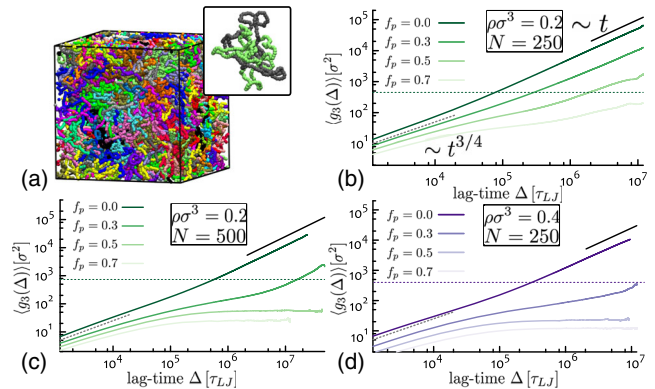 (a)
(b)
⟨g₃(Δ)⟩[σ²]
10⁵
10⁴
10³
10²
10¹
f_p = 0.0
f_p = 0.3
f_p = 0.5
f_p = 0.7
ρσ³ = 0.2
N = 250
∼ t
∼ t^{3/4}
10⁴ 10⁵ 10⁶ 10⁷
lag-time Δ [τ_LJ]
(c)
⟨g₃(Δ)⟩[σ²]
10⁵
10⁴
10³
10²
10¹
f_p = 0.0
f_p = 0.3
f_p = 0.5
f_p = 0.7
ρσ³ = 0.2
N = 500
10⁴ 10⁵ 10⁶ 10⁷
lag-time Δ [τ_LJ]
(d)
⟨g₃(Δ)⟩[σ²]
10⁵
10⁴
10³
10²
10¹
f_p = 0.0
f_p = 0.3
f_p = 0.5
f_p = 0.7
ρσ³ = 0.4
N = 250
10⁴ 10⁵ 10⁶ 10⁷
lag-time Δ [τ_LJ]